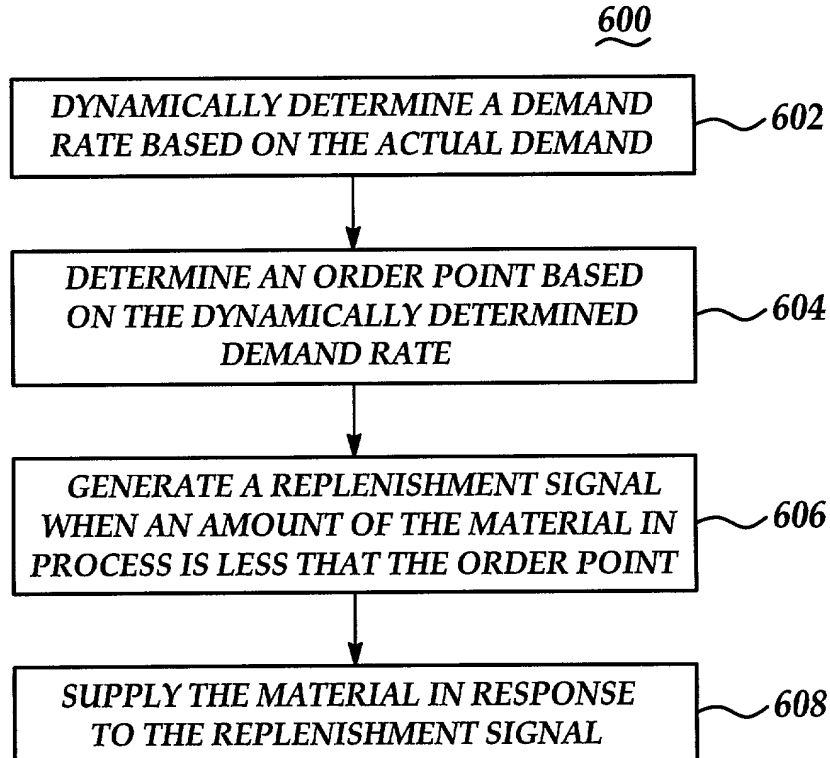 600
DYNAMICALLY DETERMINE A DEMAND
RATE BASED ON THE ACTUAL DEMAND
602
DETERMINE AN ORDER POINT BASED
ON THE DYNAMICALLY DETERMINED
DEMAND RATE
604
GENERATE A REPLENISHMENT SIGNAL
WHEN AN AMOUNT OF THE MATERIAL IN
PROCESS IS LESS THAT THE ORDER POINT
606
SUPPLY THE MATERIAL IN RESPONSE
TO THE REPLENISHMENT SIGNAL
608